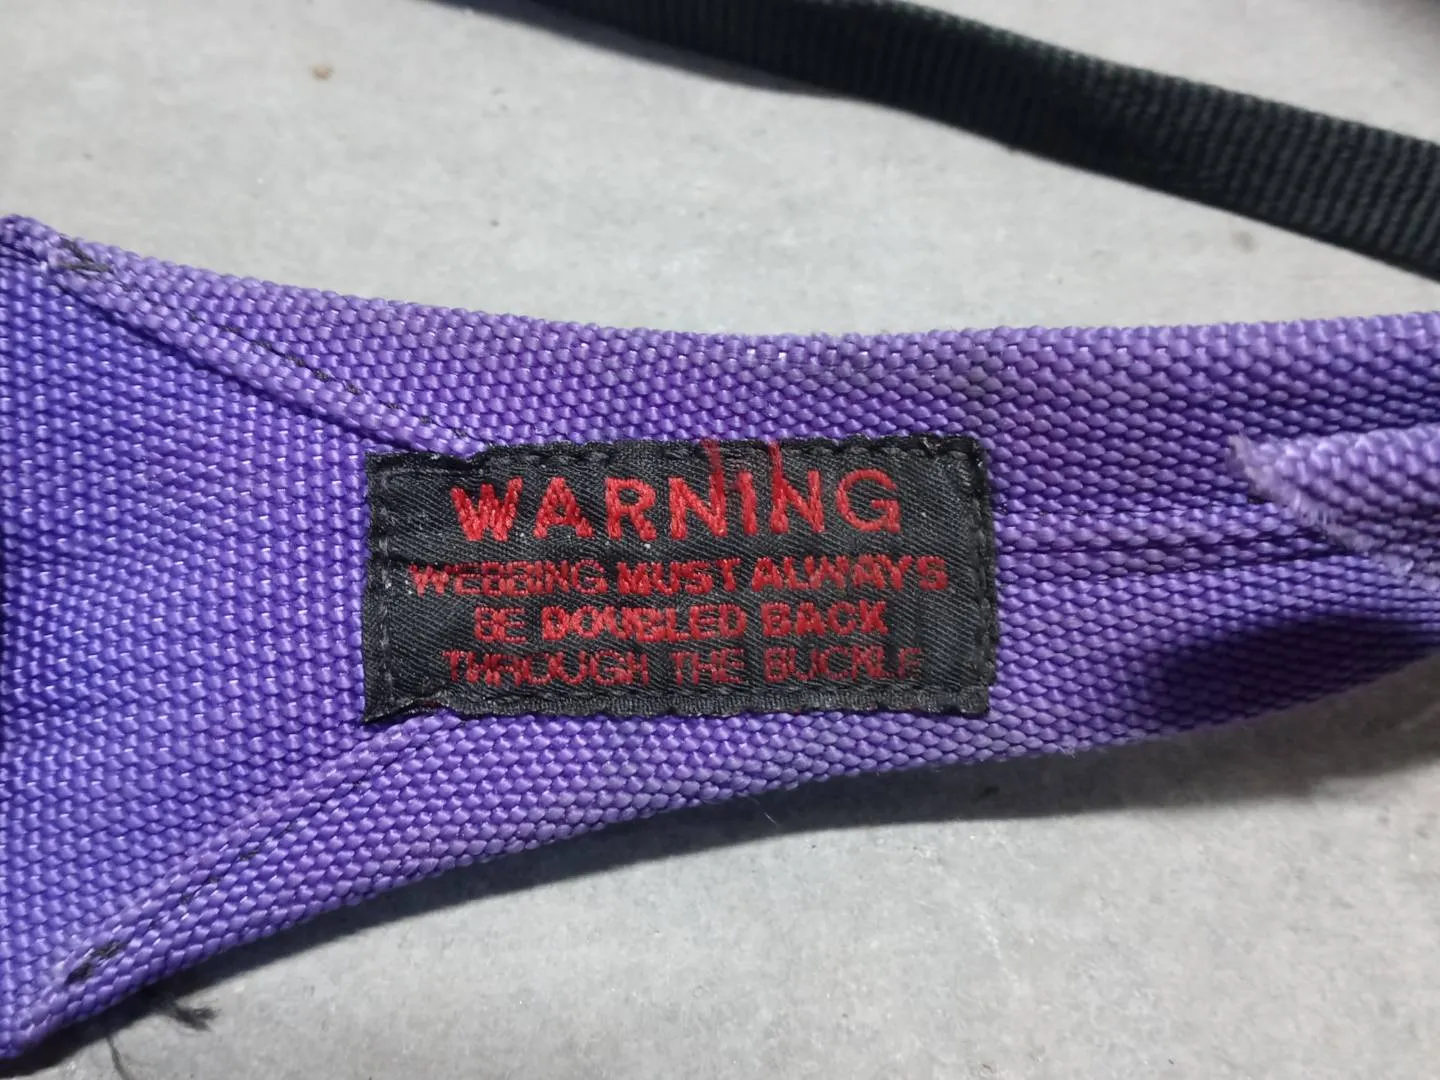 WARNING
WEBBING MUST ALWAYS
BE DOUBLED BACK
THROUGH THE BUCKLE